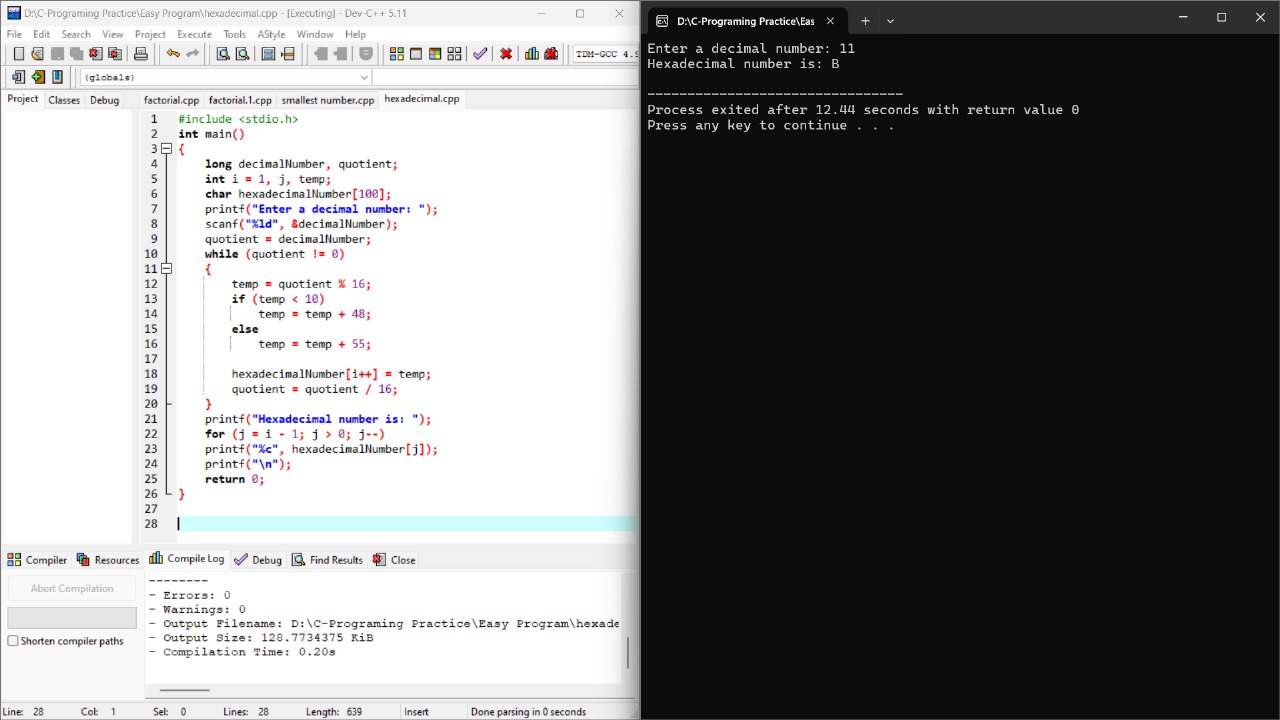 D:\C-Programing Practice\Easy Program\hexadecimal.cpp - [Executing] - Dev-C++ 5.11
File Edit Search View Project Execute Tools AStyle Window Help
TDM-GCC 4.9
(globals)
Project Classes Debug factorial.cpp factorial.1.cpp smallest number.cpp hexadecimal.cpp
1 #include <stdio.h>
2 int main()
3 {
4 long decimalNumber, quotient;
5 int i = 1, j, temp;
6 char hexadecimalNumber[100];
7 printf("Enter a decimal number: ");
8 scanf("%ld", &decimalNumber);
9 quotient = decimalNumber;
10 while (quotient != 0)
11 {
12 temp = quotient % 16;
13 if (temp < 10)
14 temp = temp + 48;
15 else
16 temp = temp + 55;
17
18 hexadecimalNumber[i++] = temp;
19 quotient = quotient / 16;
20 }
21 printf("Hexadecimal number is: ");
22 for (j = i - 1; j > 0; j--)
23 printf("%c", hexadecimalNumber[j]);
24 printf("\n");
25 return 0;
26 }
27
28
Compiler Resources Compile Log Debug Find Results Close
Abort Compilation
Shorten compiler paths
--------
- Errors: 0
- Warnings: 0
- Output Filename: D:\C-Programing Practice\Easy Program\hexade
- Output Size: 128.7734375 KiB
- Compilation Time: 0.20s
Line: 28 Col: 1 Sel: 0 Lines: 28 Length: 639 Insert Done parsing in 0 seconds
D:\C-Programing Practice\Eas
Enter a decimal number: 11
Hexadecimal number is: B
--------------------------------
Process exited after 12.44 seconds with return value 0
Press any key to continue . . .